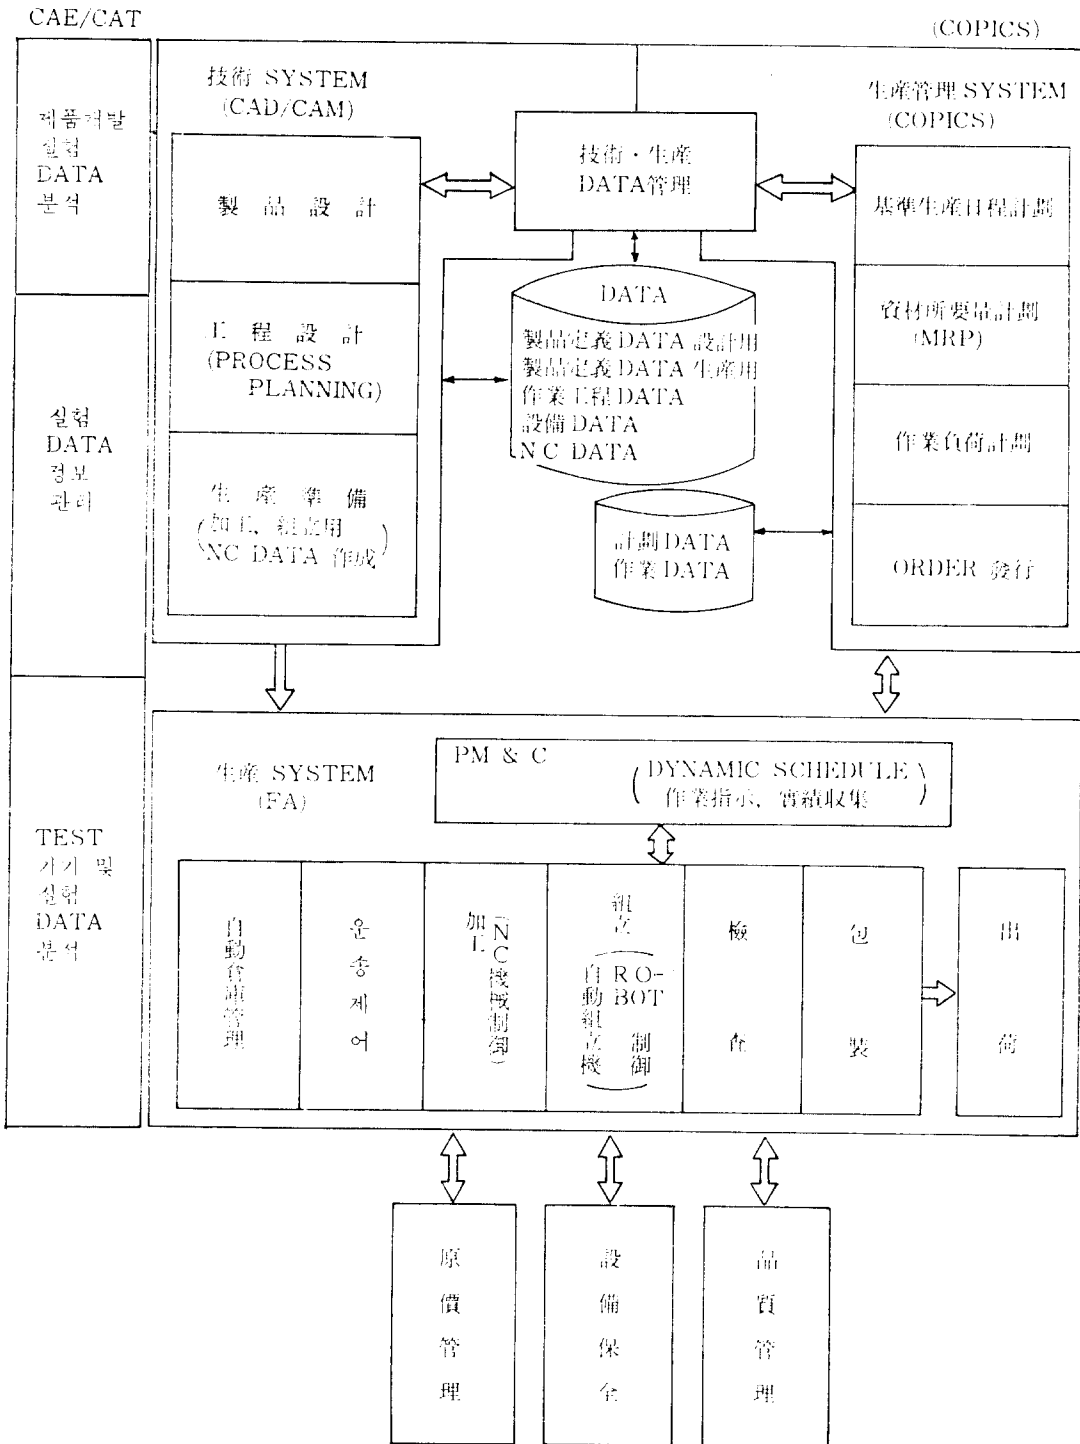 CAE/CAT
(COPICS)
제품개발
실험
DATA
분석
실험
DATA
정보
관리
TEST
기기 및
실험
DATA
분석
技術 SYSTEM
(CAD/CAM)
製品設計
工程設計
(PROCESS
PLANNING)
生産準備
(加工, 組立用
NC DATA 作成)
技術·生産
DATA管理
DATA
製品定義DATA 設計用
製品定義DATA 生産用
作業工程DATA
設備DATA
NC DATA
計劃DATA
作業DATA
生産管理SYSTEM
(COPICS)
基準生産日程計劃
資材所要量計劃
(MRP)
作業負荷計劃
ORDER 發行
生産 SYSTEM
(FA)
PM & C
(DYNAMIC SCHEDULE
作業指示, 實績収集)
自動倉庫管理
운송제어
加工
(NC機械制御)
組立
(自動組立機
RO-
BOT
制御)
檢査
包裝
出荷
原價管理
設備保全
品質管理